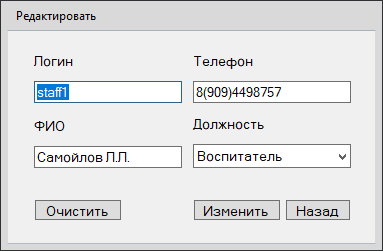 Редактировать
Логин Телефон
staff1 8(909)4498757
ФИО Должность
Самойлов Л.Л. Воспитатель
Очистить Изменить Назад